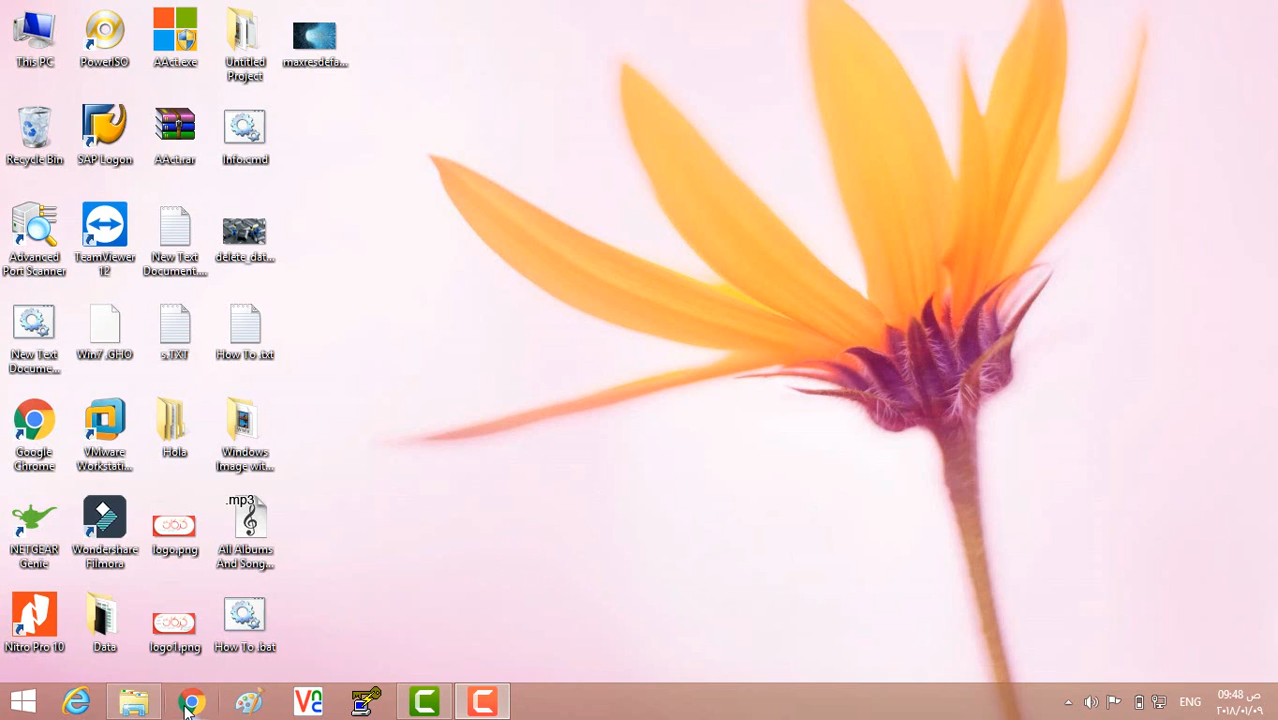 This PC
PowerISO
AAct.exe
Untitled
Project
maxresdefa...
Recycle Bin
SAP Logon
AAct.rar
Info.cmd
Advanced
Port Scanner
TeamViewer
12
New Text
Document....
delete_dat...
New Text
Docume...
Win7 .GHO
s.TXT
How To .txt
Google
Chrome
VMware
Workstati...
Hola
Windows
Image wit...
NETGEAR
Genie
Wondershare
Filmora
logo.png
.mp3
All Albums
And Song...
Nitro Pro 10
Data
logo1.png
How To .bat
ENG
09:48 ص
٢٠١٨/٠١/٠٩